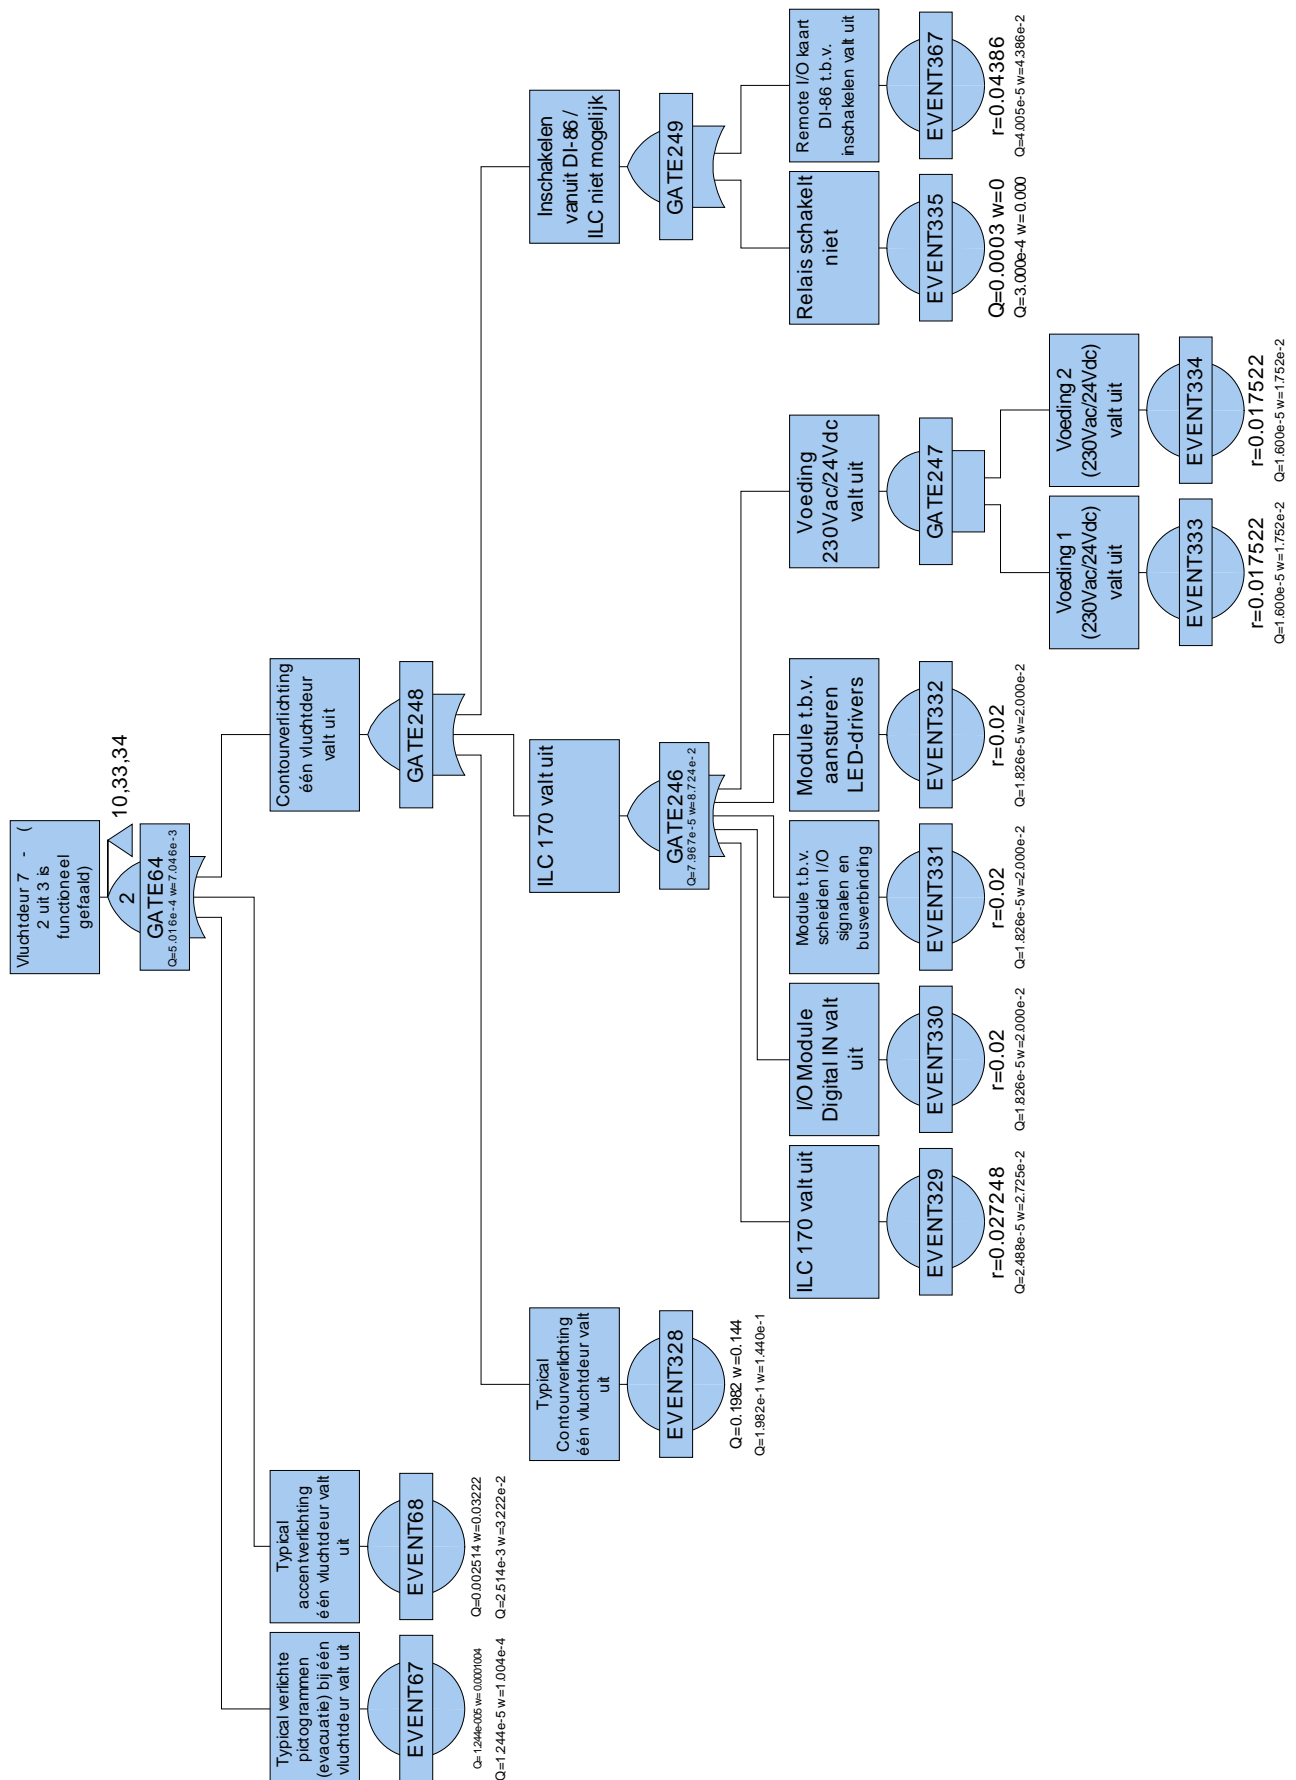 Vluchtdeur 7 - (
2 uit 3 is
functioneel
gefaald)
2
10,33,34
GATE64
Q=5.016e-4 w=7.046e-3
Typical verlichte
pictogrammen
(evacuatie) bij één
vluchtdeur valt uit
EVENT67
Q=1.244e-005 w=0.0001004
Q=1.244e-5 w=1.004e-4
Typical
accentverlichting
één vluchtdeur valt
uit
EVENT68
Q=0.002514 w=0.03222
Q=2.514e-3 w=3.222e-2
Contourverlichting
één vluchtdeur
valt uit
GATE248
Typical
Contourverlichting
één vluchtdeur valt
uit
EVENT328
Q=0.1982 w=0.144
Q=1.982e-1 w=1.440e-1
ILC 170 valt uit
GATE246
Q=7.967e-5 w=8.724e-2
Inschakelen
vanuit DI-86 /
ILC niet mogelijk
GATE249
ILC 170 valt uit
EVENT329
r=0.027248
Q=2.488e-5 w=2.725e-2
I/O Module
Digital IN valt
uit
EVENT330
r=0.02
Q=1.826e-5 w=2.000e-2
Module t.b.v.
scheiden I/O
signalen en
busverbinding
EVENT331
r=0.02
Q=1.826e-5 w=2.000e-2
Module t.b.v.
aansturen
LED-drivers
EVENT332
r=0.02
Q=1.826e-5 w=2.000e-2
Voeding
230Vac/24Vdc
valt uit
GATE247
Relais schakelt
niet
EVENT335
Q=0.0003 w=0
Q=3.000e-4 w=0.000
Remote I/O kaart
DI-86 t.b.v.
inschakelen valt uit
EVENT367
r=0.04386
Q=4.005e-5 w=4.386e-2
Voeding 1
(230Vac/24Vdc)
valt uit
EVENT333
r=0.017522
Q=1.600e-5 w=1.752e-2
Voeding 2
(230Vac/24Vdc)
valt uit
EVENT334
r=0.017522
Q=1.600e-5 w=1.752e-2